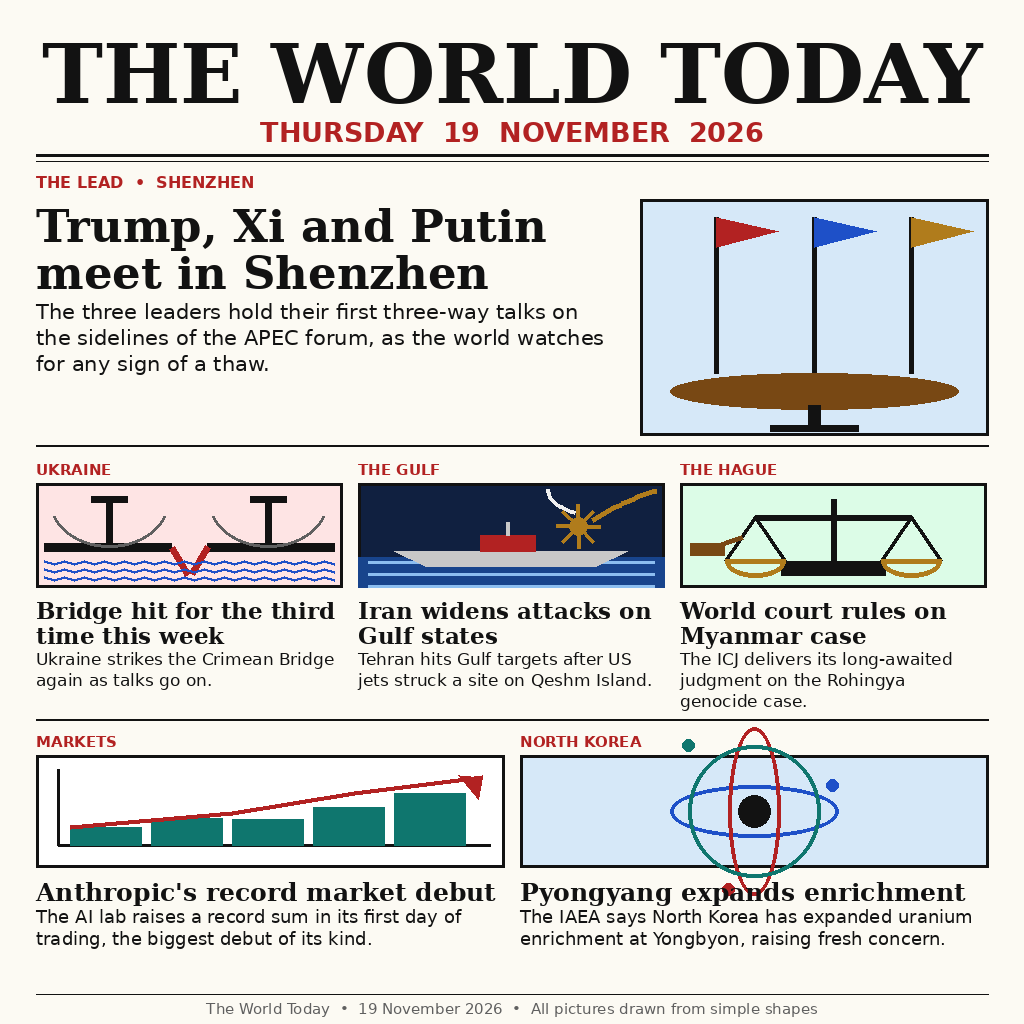 THE WORLD TODAY
THURSDAY 19 NOVEMBER 2026
THE LEAD • SHENZHEN
Trump, Xi and Putin
meet in Shenzhen
The three leaders hold their first three-way talks on
the sidelines of the APEC forum, as the world watches
for any sign of a thaw.
UKRAINE
Bridge hit for the third
time this week
Ukraine strikes the Crimean Bridge
again as talks go on.
THE GULF
Iran widens attacks on
Gulf states
Tehran hits Gulf targets after US
jets struck a site on Qeshm Island.
THE HAGUE
World court rules on
Myanmar case
The ICJ delivers its long-awaited
judgment on the Rohingya
genocide case.
MARKETS
Anthropic's record market debut
The AI lab raises a record sum in its first day of
trading, the biggest debut of its kind.
NORTH KOREA
Pyongyang expands enrichment
The IAEA says North Korea has expanded uranium
enrichment at Yongbyon, raising fresh concern.
The World Today • 19 November 2026 • All pictures drawn from simple shapes